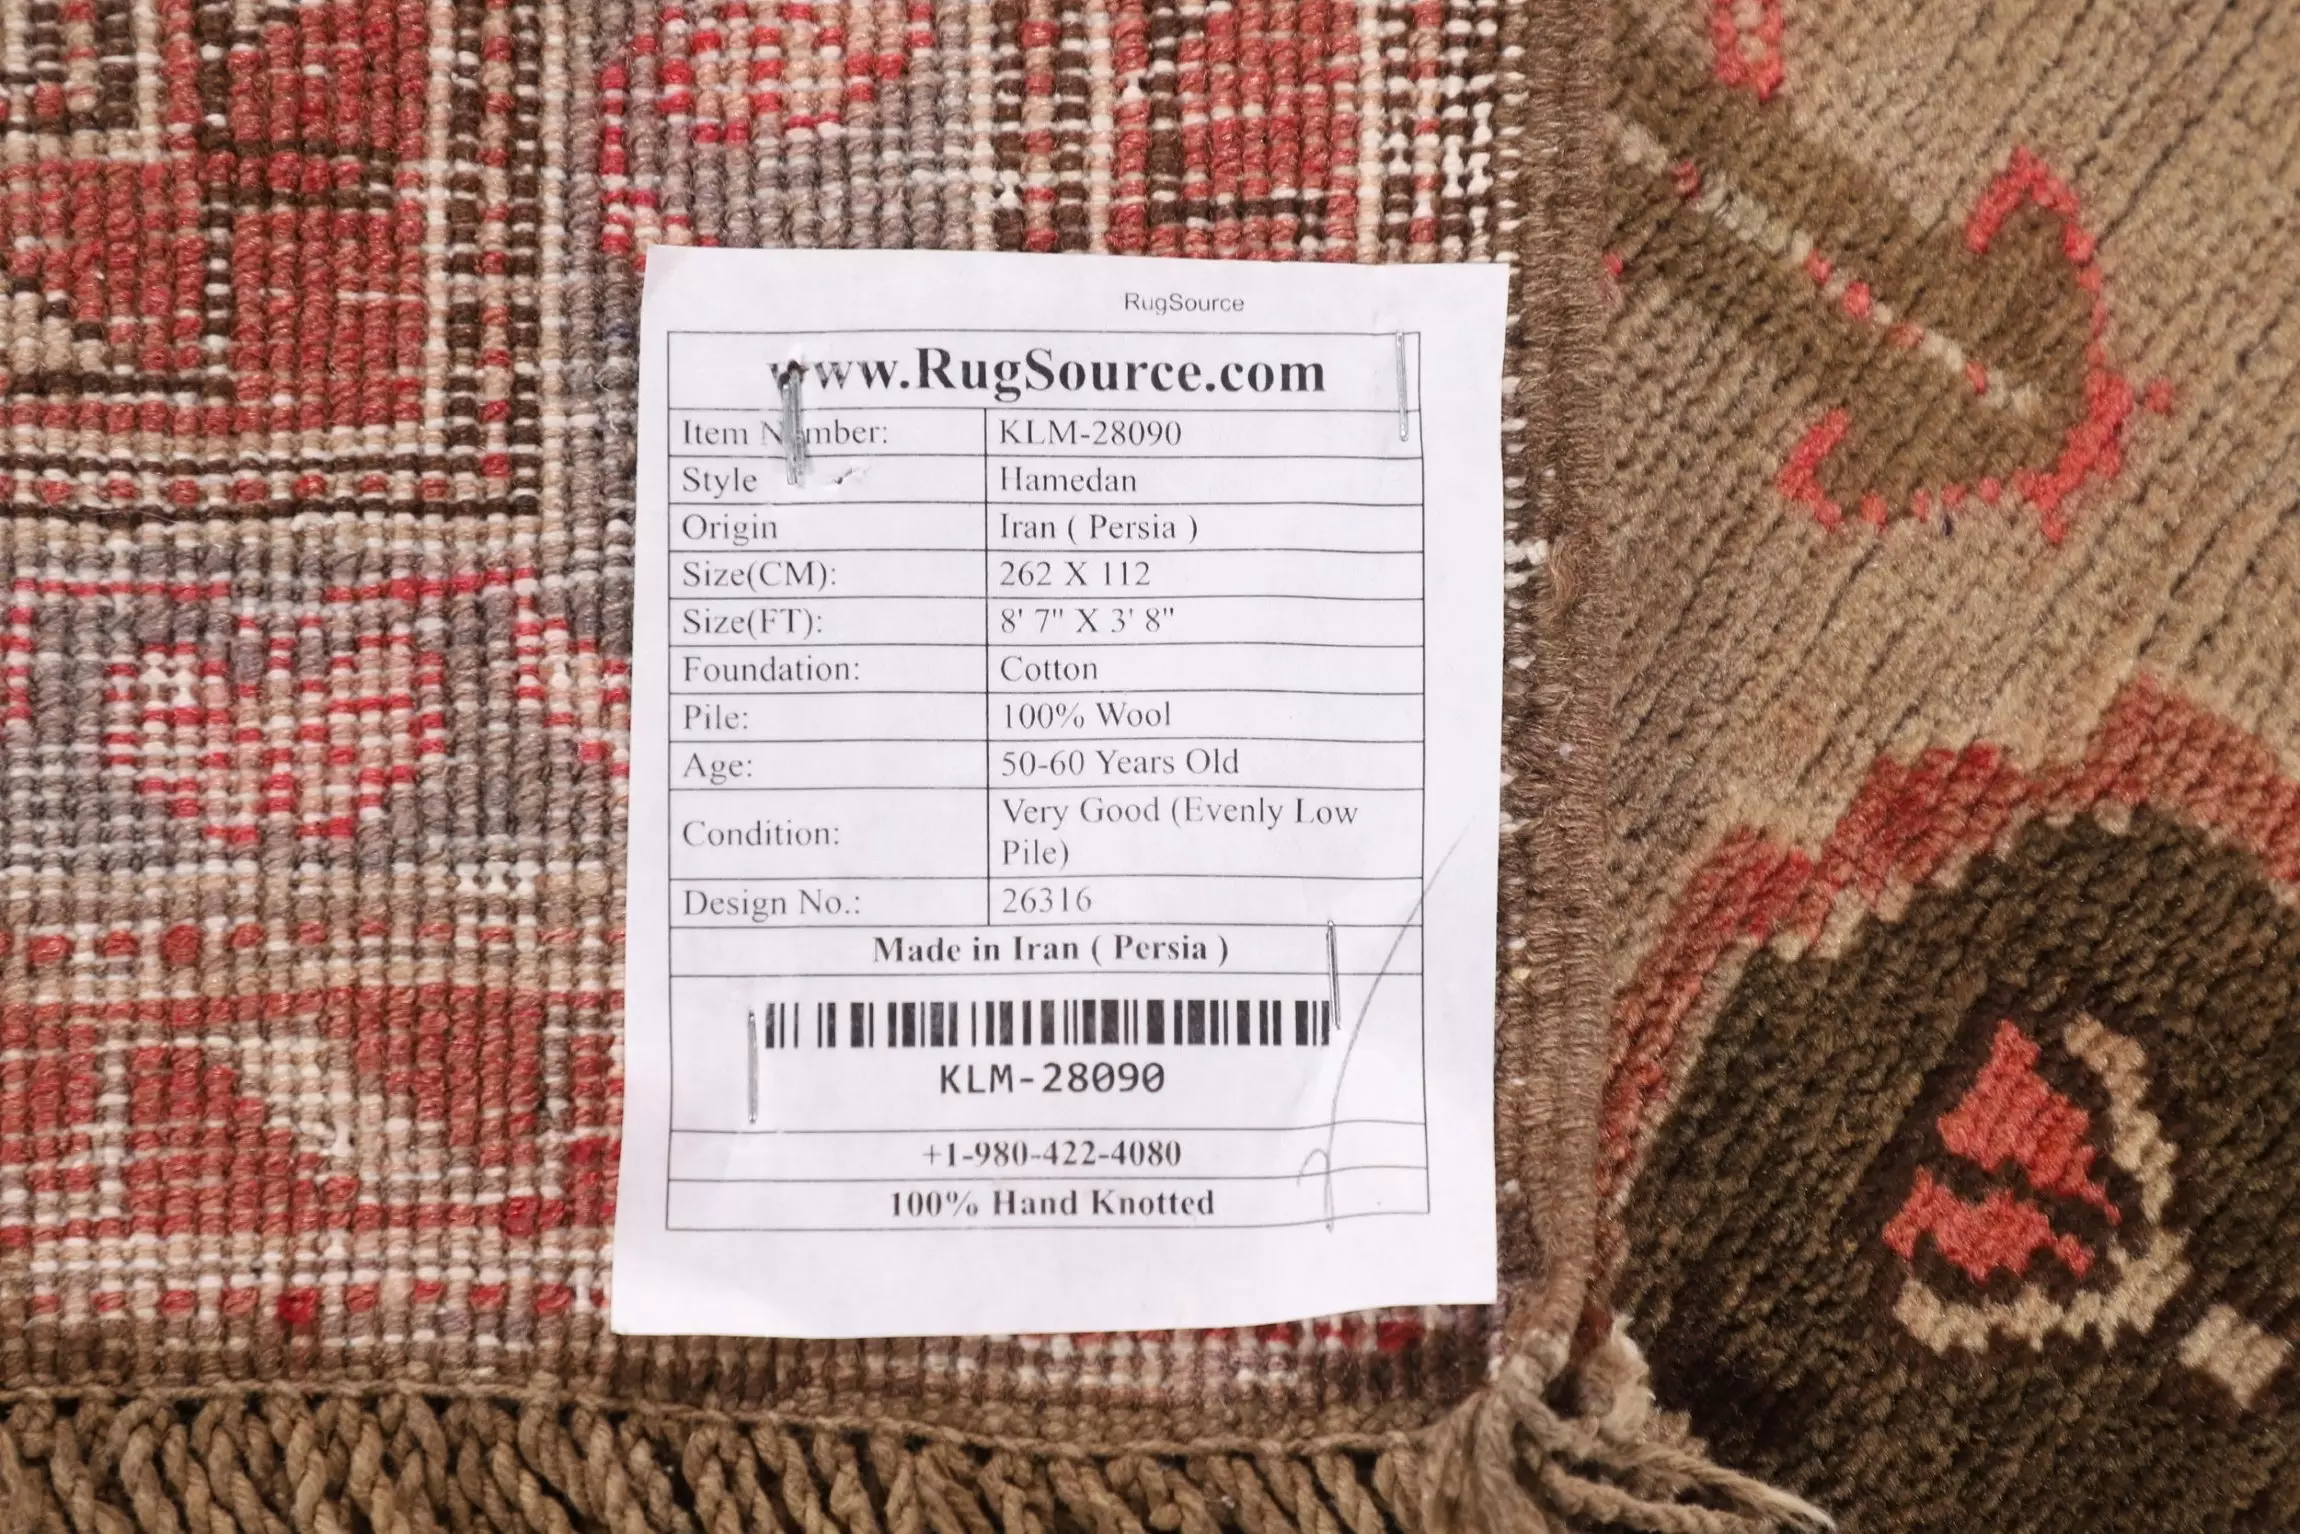 RugSource
www.RugSource.com
Item Number: KLM-28090
Style Hamedan
Origin Iran ( Persia )
Size(CM): 262 X 112
Size(FT): 8' 7" X 3' 8"
Foundation: Cotton
Pile: 100% Wool
Age: 50-60 Years Old
Condition: Very Good (Evenly Low
Pile)
Design No.: 26316
Made in Iran ( Persia )
KLM-28090
+1-980-422-4080
100% Hand Knotted